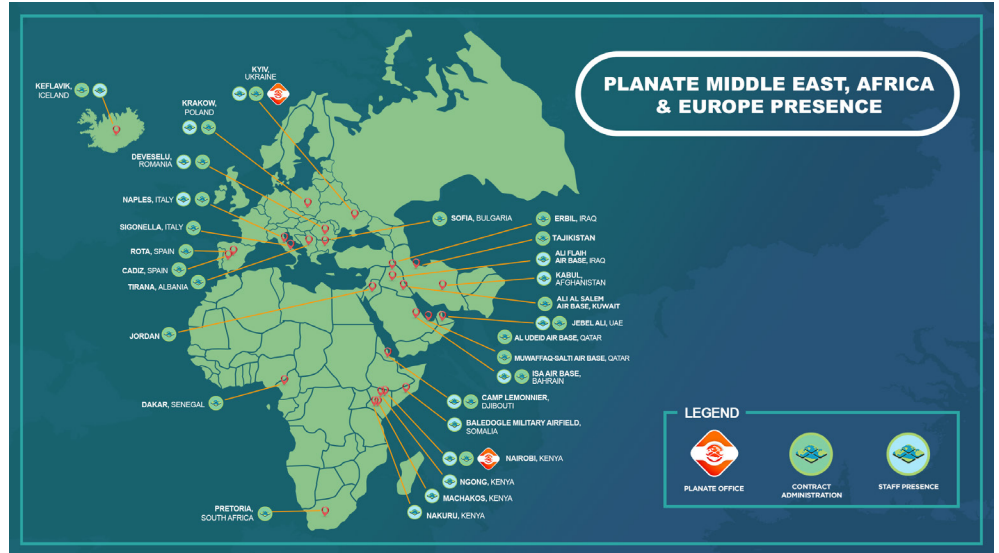 PLANATE MIDDLE EAST, AFRICA
& EUROPE PRESENCE
KEFLAVIK,
ICELAND
KYIV,
UKRAINE
KRAKOW,
POLAND
DEVESELU,
ROMANIA
NAPLES, ITALY
SIGONELLA, ITALY
ROTA, SPAIN
CADIZ, SPAIN
TIRANA, ALBANIA
JORDAN
DAKAR, SENEGAL
PRETORIA,
SOUTH AFRICA
SOFIA, BULGARIA
ERBIL, IRAQ
TAJIKISTAN
ALI FLAIH
AIR BASE, IRAQ
KABUL,
AFGHANISTAN
ALI AL SALEM
AIR BASE, KUWAIT
JEBEL ALI, UAE
AL UDEID AIR BASE, QATAR
MUWAFFAQ-SALTI AIR BASE, QATAR
ISA AIR BASE,
BAHRAIN
CAMP LEMONNIER,
DJIBOUTI
BALEDOGLE MILITARY AIRFIELD,
SOMALIA
NAIROBI, KENYA
NGONG, KENYA
MACHAKOS, KENYA
NAKURU, KENYA
LEGEND
PLANATE OFFICE
CONTRACT
ADMINISTRATION
STAFF PRESENCE